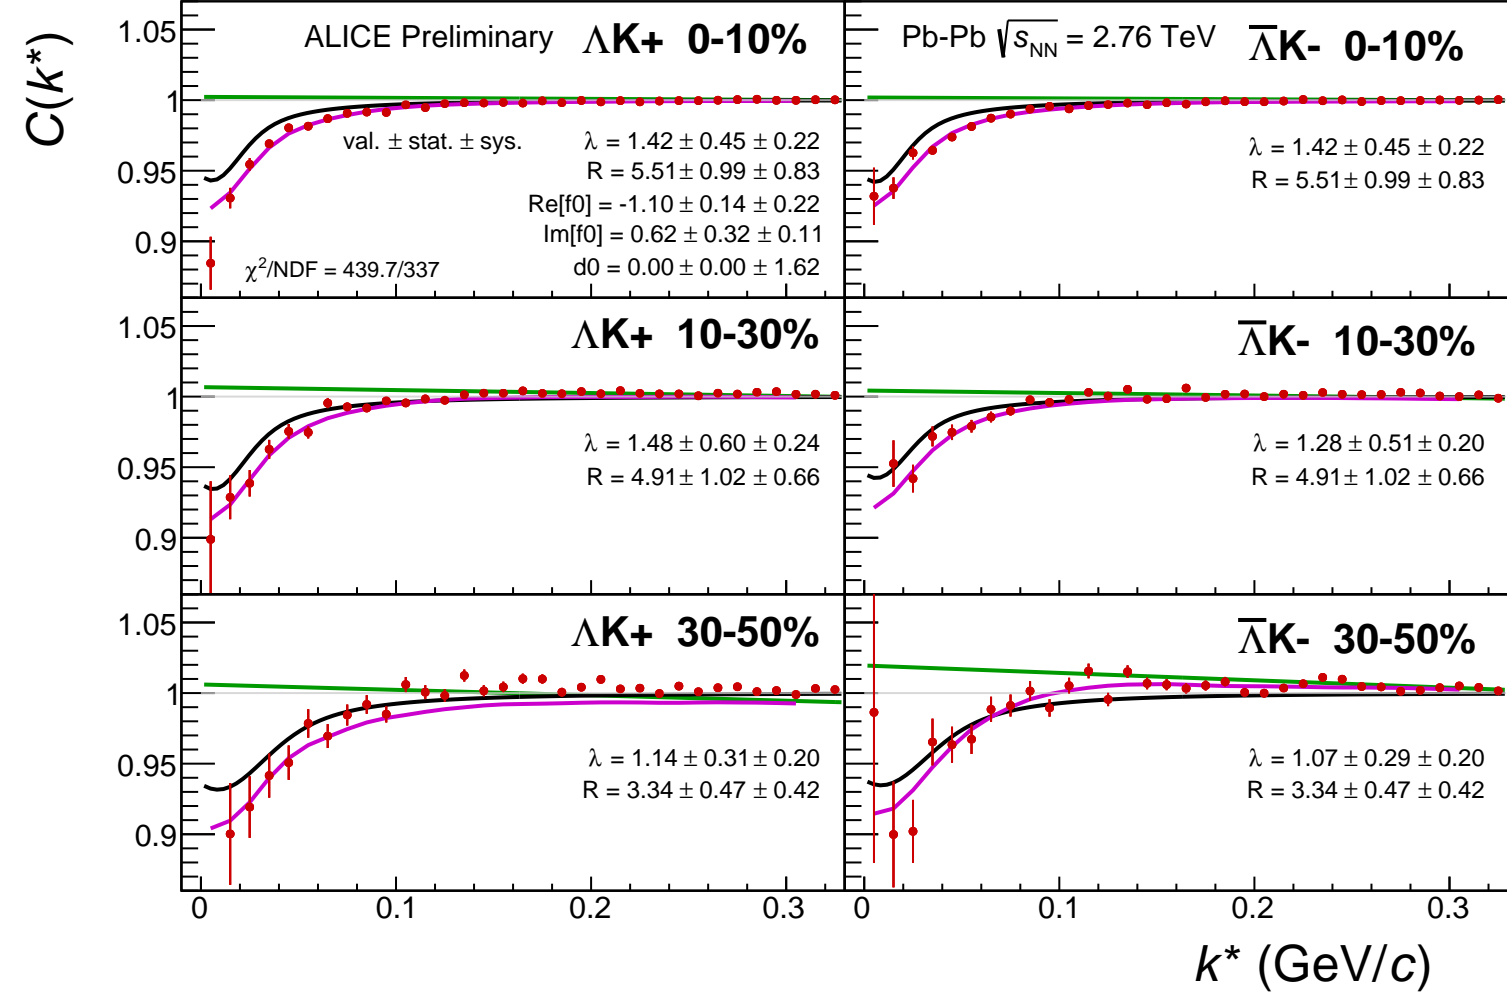 C(k*)
ALICE Preliminary ΛK+ 0-10%
1.05
1
0.95
0.9
val. ± stat. ± sys.
λ = 1.42 ± 0.45 ± 0.22
R = 5.51 ± 0.99 ± 0.83
Re[f0] = -1.10 ± 0.14 ± 0.22
Im[f0] = 0.62 ± 0.32 ± 0.11
d0 = 0.00 ± 0.00 ± 1.62
χ²/NDF = 439.7/337
Pb-Pb √sNN = 2.76 TeV Λ̅K- 0-10%
λ = 1.42 ± 0.45 ± 0.22
R = 5.51 ± 0.99 ± 0.83
ΛK+ 10-30%
1.05
1
0.95
0.9
λ = 1.48 ± 0.60 ± 0.24
R = 4.91 ± 1.02 ± 0.66
Λ̅K- 10-30%
λ = 1.28 ± 0.51 ± 0.20
R = 4.91 ± 1.02 ± 0.66
ΛK+ 30-50%
1.05
1
0.95
0.9
λ = 1.14 ± 0.31 ± 0.20
R = 3.34 ± 0.47 ± 0.42
Λ̅K- 30-50%
λ = 1.07 ± 0.29 ± 0.20
R = 3.34 ± 0.47 ± 0.42
0 0.1 0.2 0.3
0 0.1 0.2 0.3
k* (GeV/c)